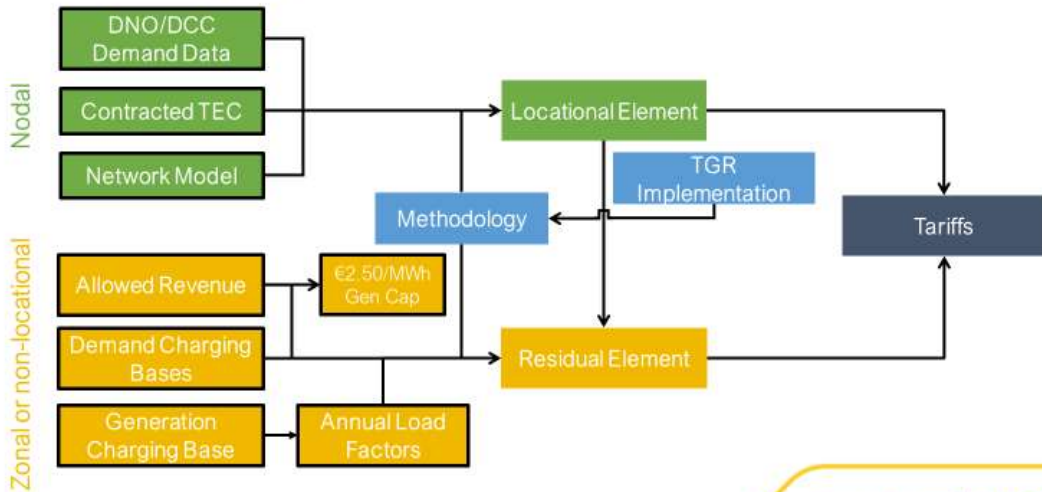 Nodal
DNO/DCC
Demand Data
Contracted TEC
Network Model
Locational Element
TGR
Implementation
Methodology
Tariffs
Zonal or non-locational
Allowed Revenue
€2.50/MWh
Gen Cap
Demand Charging
Bases
Residual Element
Generation
Charging Base
Annual Load
Factors